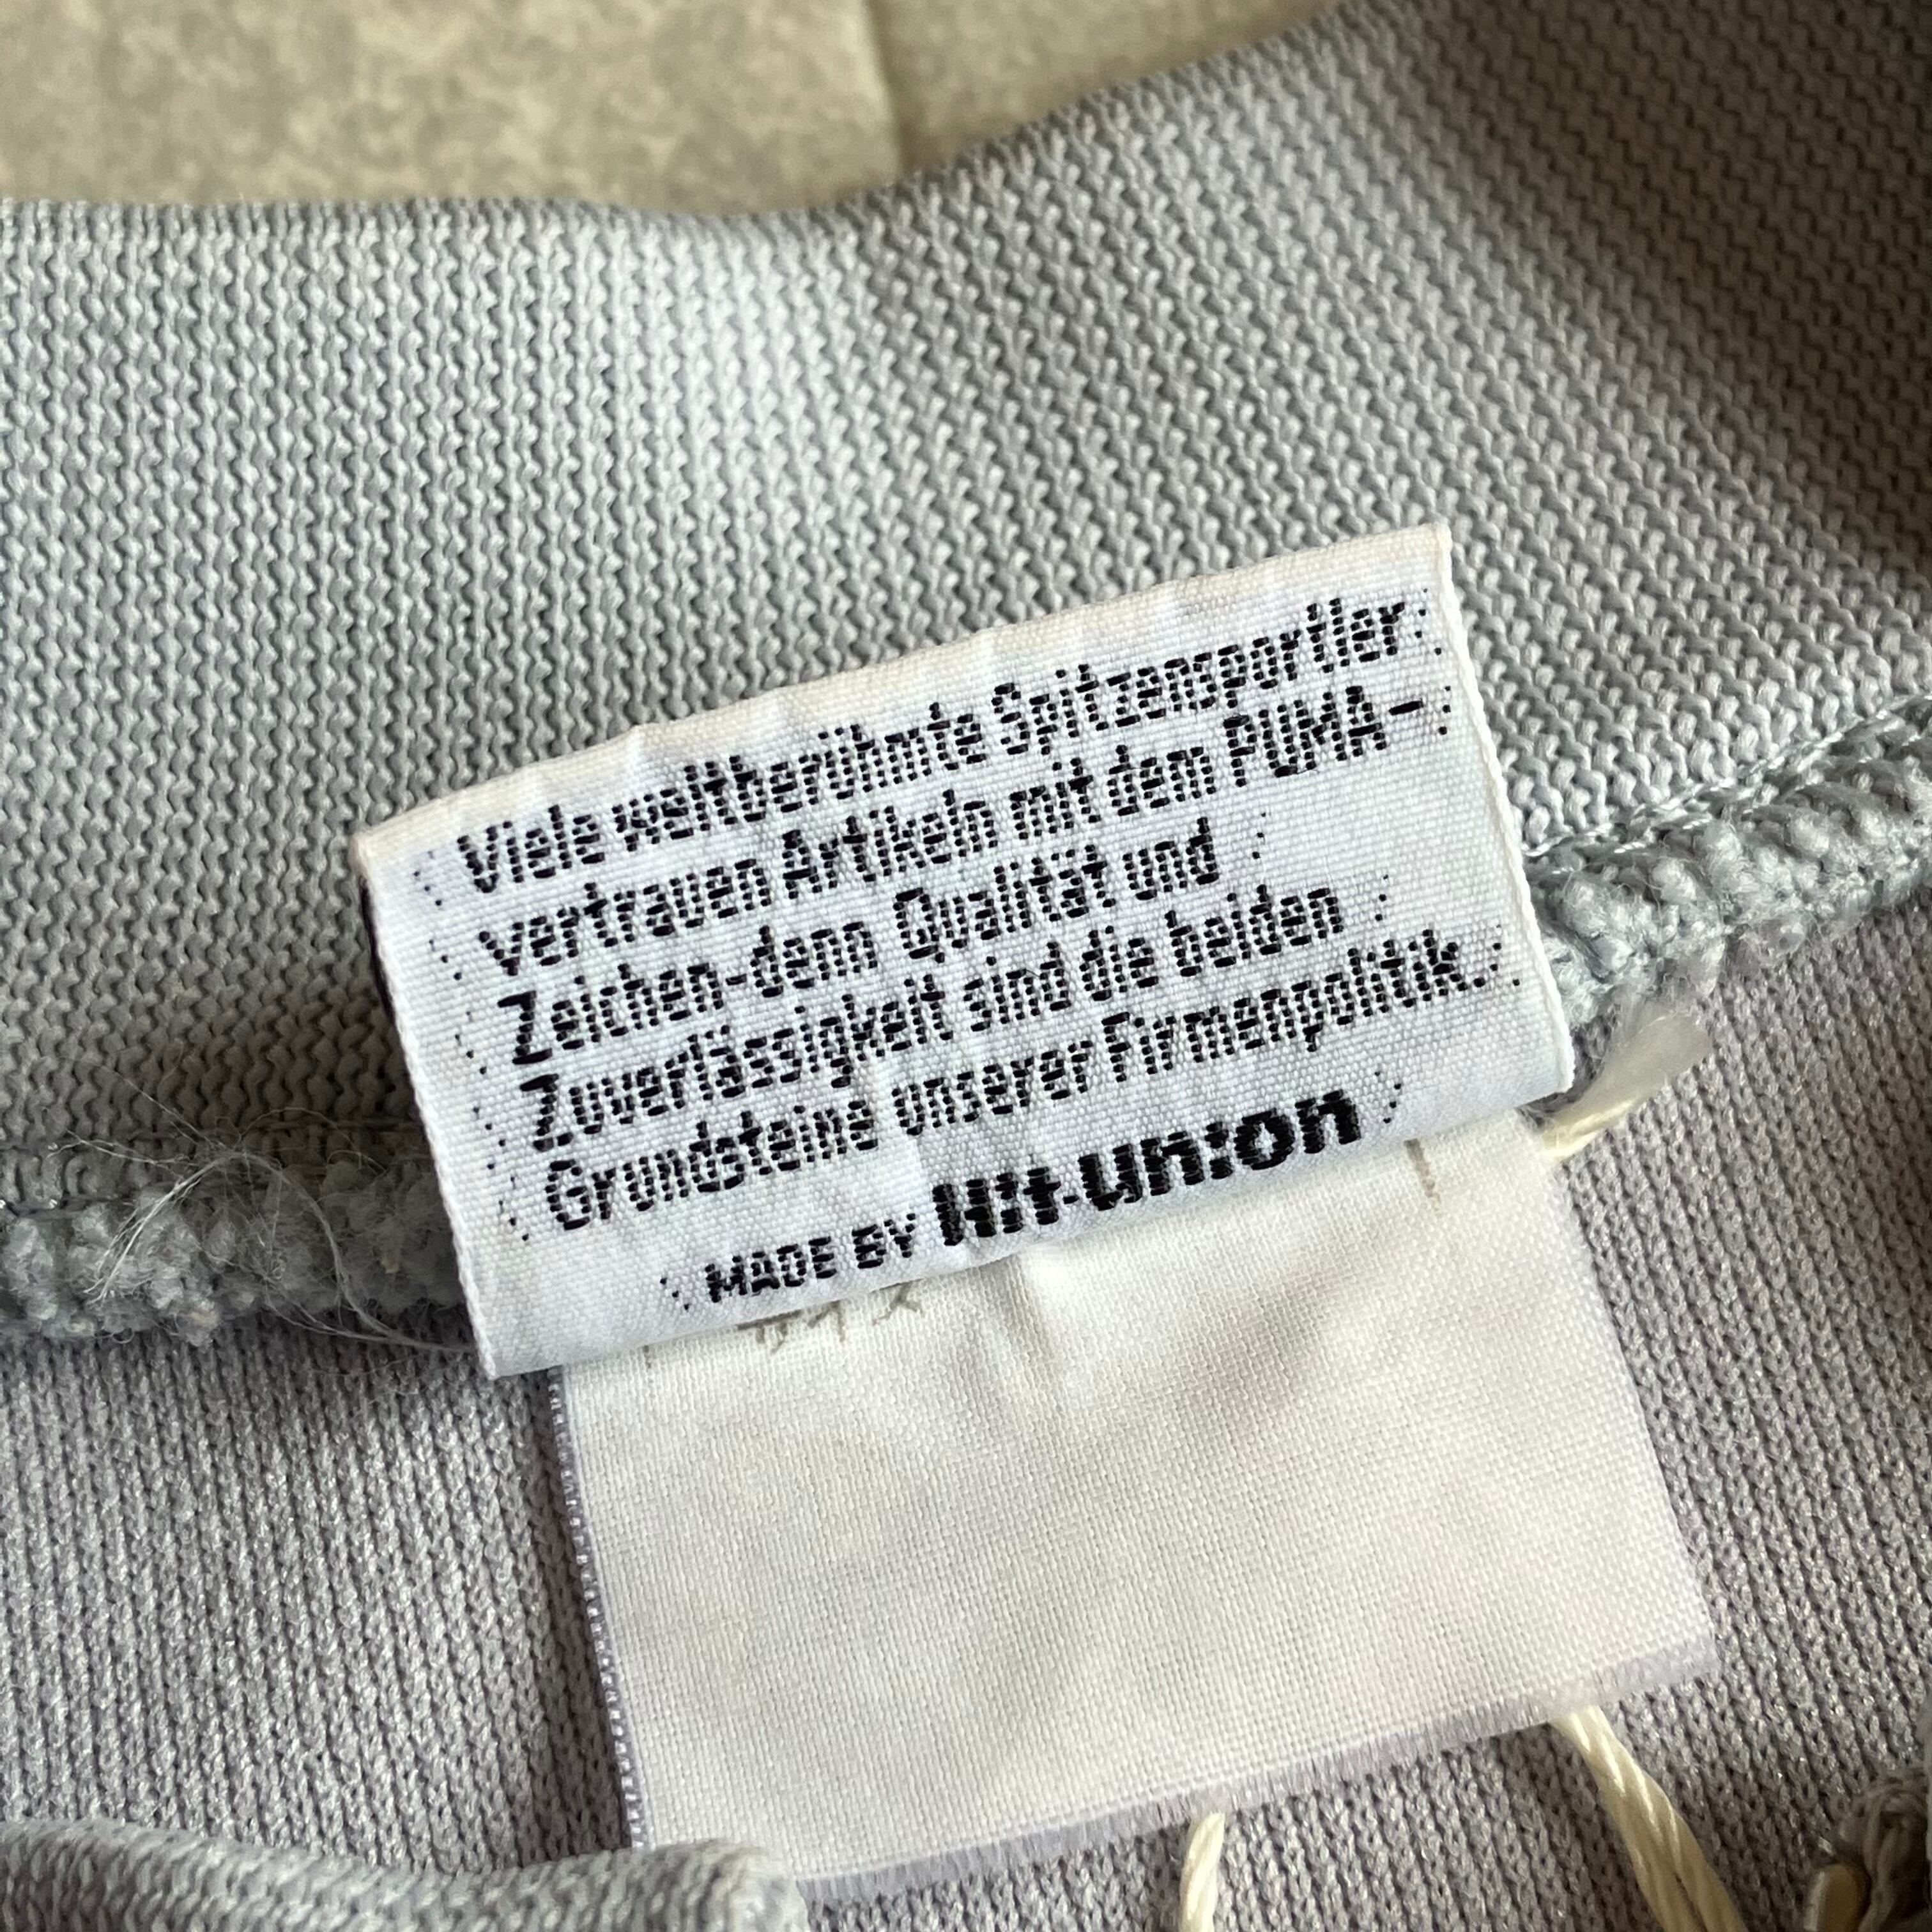 Viele weltberühmte Spitzensportler
vertrauen Artikeln mit dem PUMA-
Zeichen-denn Qualität und
Zuverlässigkeit sind die beiden
Grundsteine unserer Firmenpolitik.
MADE BY Hit-union